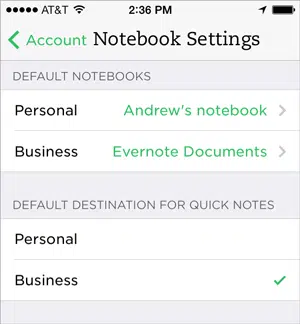 AT&T 2:36 PM
Account Notebook Settings
DEFAULT NOTEBOOKS
Personal Andrew's notebook
Business Evernote Documents
DEFAULT DESTINATION FOR QUICK NOTES
Personal
Business